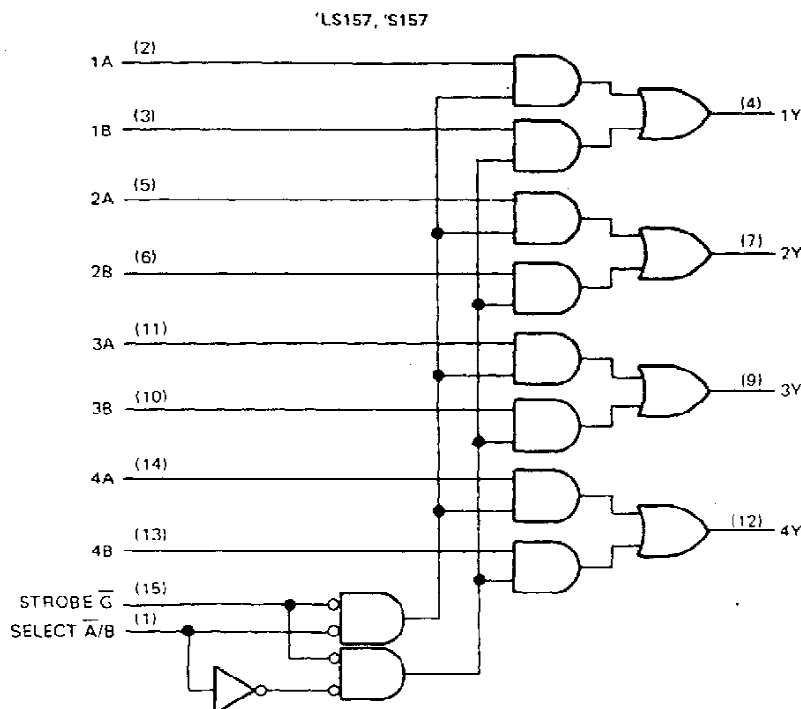 'LS157, 'S157
1A (2)
1B (3)
(4) 1Y
2A (5)
2B (6)
(7) 2Y
3A (11)
3B (10)
(9) 3Y
4A (14)
4B (13)
(12) 4Y
STROBE G̅ (15)
SELECT A̅/B (1)